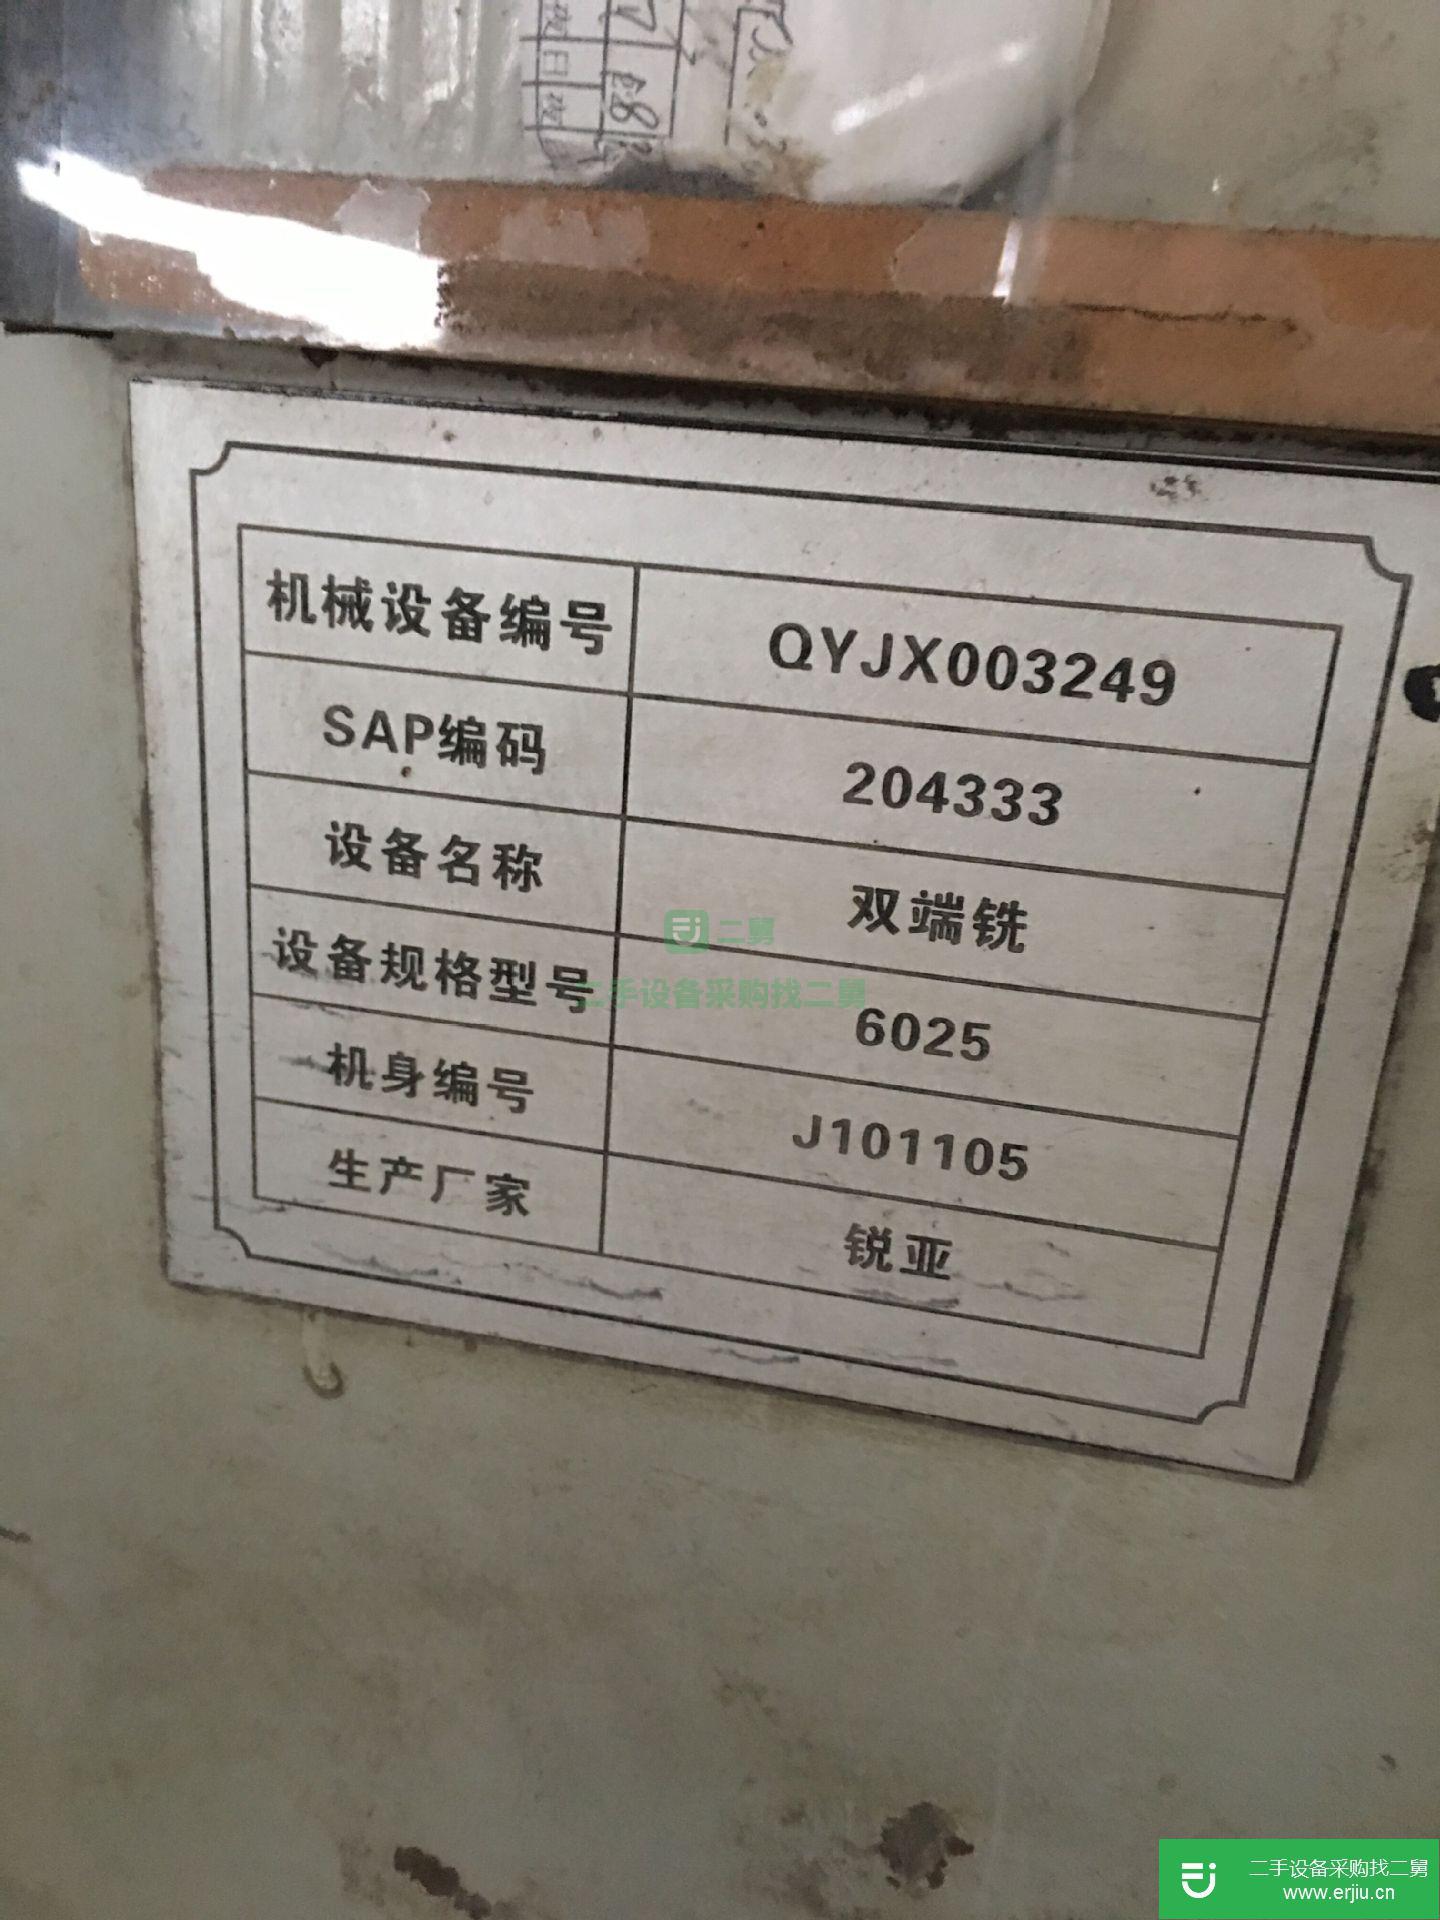 机械设备编号 QYJX003249
SAP编码 204333
设备名称 双端铣
设备规格型号 6025
机身编号 J101105
生产厂家 锐亚
二舅
二手设备采购找二舅
二手设备采购找二舅
www.erjiu.cn